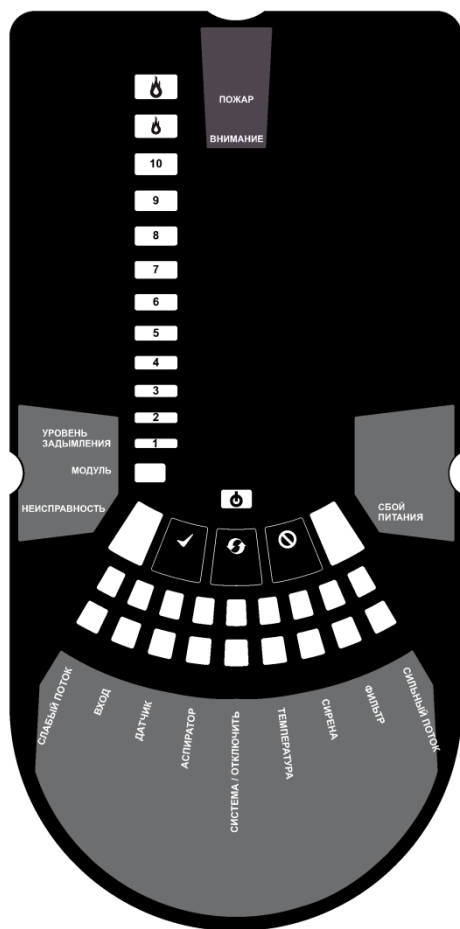 ПОЖАР
ВНИМАНИЕ
10
9
8
7
6
5
4
3
2
1
УРОВЕНЬ
ЗАДЫМЛЕНИЯ
МОДУЛЬ
НЕИСПРАВНОСТЬ
СБОЙ
ПИТАНИЯ
СЛАБЫЙ ПОТОК
ВХОД
ДАТЧИК
АСПИРАТОР
СИСТЕМА / ОТКЛЮЧИТЬ
ТЕМПЕРАТУРА
СИРЕНА
ФИЛЬТР
СИЛЬНЫЙ ПОТОК